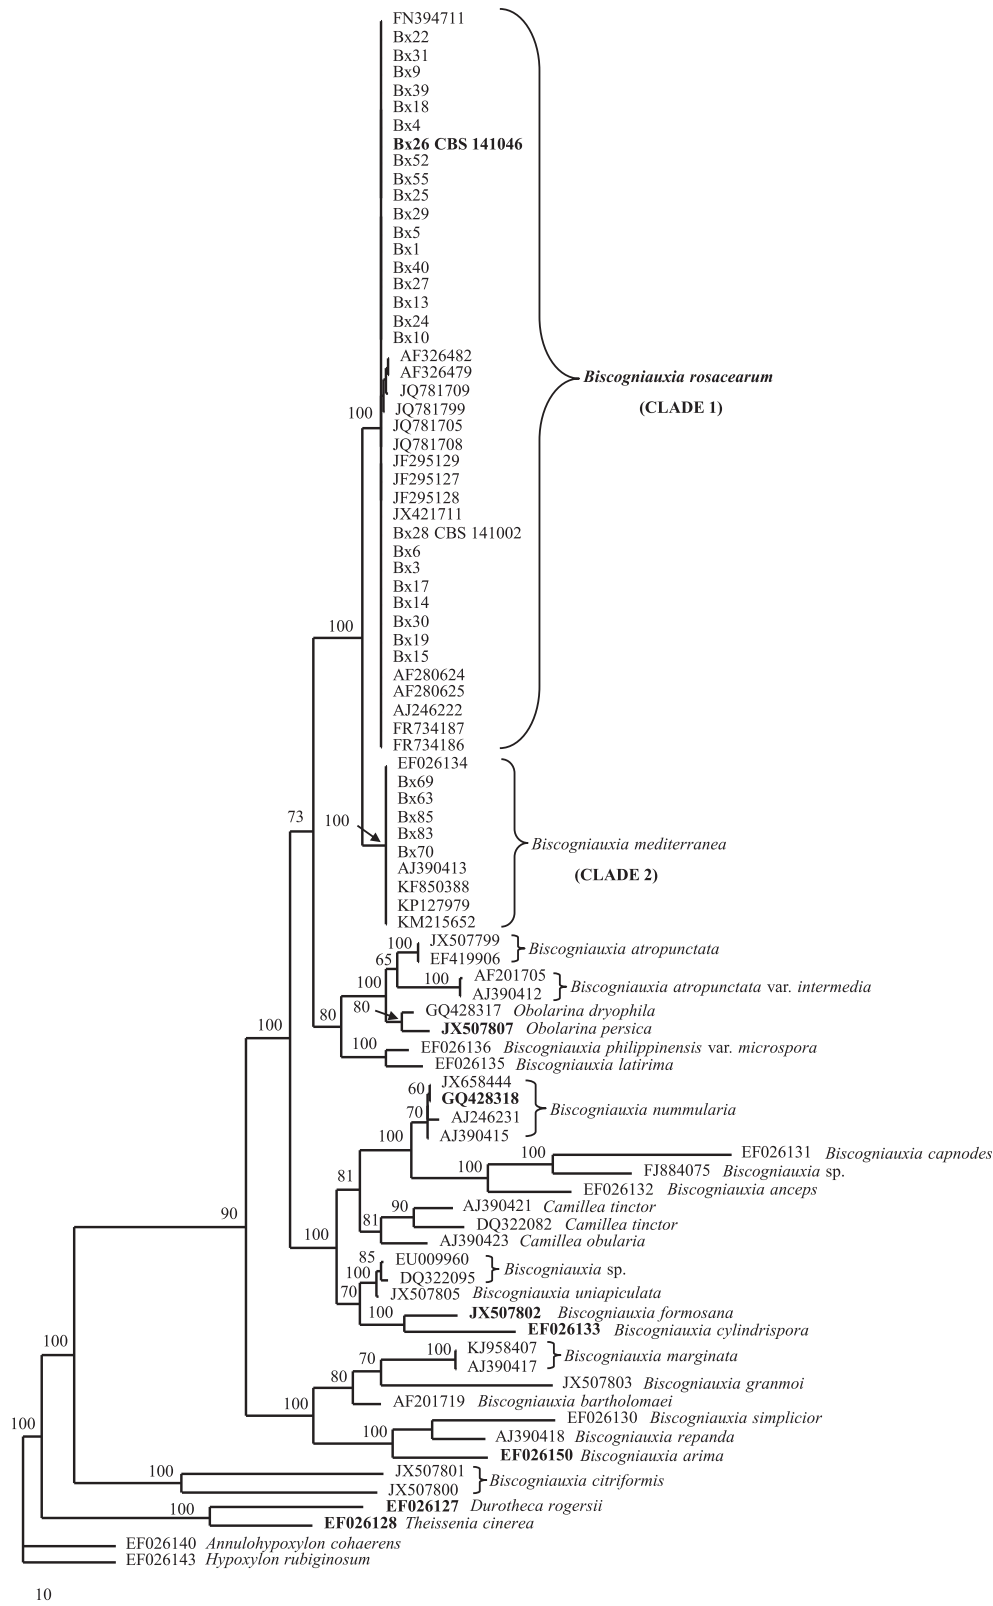 FN394711
Bx22
Bx31
Bx9
Bx39
Bx18
Bx4
Bx26 CBS 141046
Bx52
Bx55
Bx25
Bx29
Bx5
Bx1
Bx40
Bx27
Bx13
Bx24
Bx10
AF326482
AF326479
Biscogniauxia rosacearum
JQ781709
JQ781799
(CLADE 1)
100
JQ781705
JQ781708
JF295129
JF295127
JF295128
JX421711
Bx28 CBS 141002
Bx6
Bx3
Bx17
Bx14
Bx30
100
Bx19
Bx15
AF280624
AF280625
AJ246222
FR734187
FR734186
EF026134
Bx69
Bx63
73
100
Bx85
Bx83
Biscogniauxia mediterranea
Bx70
AJ390413
(CLADE 2)
KF850388
KP127979
KM215652
100
JX507799
Biscogniauxia atropunctata
65
EF419906
100
100
AF201705
Biscogniauxia atropunctata var. intermedia
AJ390412
80
GQ428317 Obolarina dryophila
80
100
JX507807 Obolarina persica
100
EF026136 Biscogniauxia philippinensis var. microspora
EF026135 Biscogniauxia latirima
60
JX658444
GQ428318
Biscogniauxia nummularia
70
AJ246231
AJ390415
100
100
EF026131 Biscogniauxia capnodes
100
FJ884075 Biscogniauxia sp.
81
EF026132 Biscogniauxia anceps
90
AJ390421 Camillea tinctor
90
81
DQ322082 Camillea tinctor
100
AJ390423 Camillea obularia
85
EU009960
Biscogniauxia sp.
100
DQ322095
70
JX507805 Biscogniauxia uniapiculata
100
JX507802 Biscogniauxia formosana
EF026133 Biscogniauxia cylindrispora
100
100
KJ958407
Biscogniauxia marginata
70
AJ390417
80
JX507803 Biscogniauxia granmoi
100
AF201719 Biscogniauxia bartholomaei
EF026130 Biscogniauxia simplicior
100
100
AJ390418 Biscogniauxia repanda
EF026150 Biscogniauxia arima
100
JX507801
Biscogniauxia citriformis
JX507800
100
EF026127 Durotheca rogersii
EF026128 Theissenia cinerea
EF026140 Annulohypoxylon cohaerens
EF026143 Hypoxylon rubiginosum
10